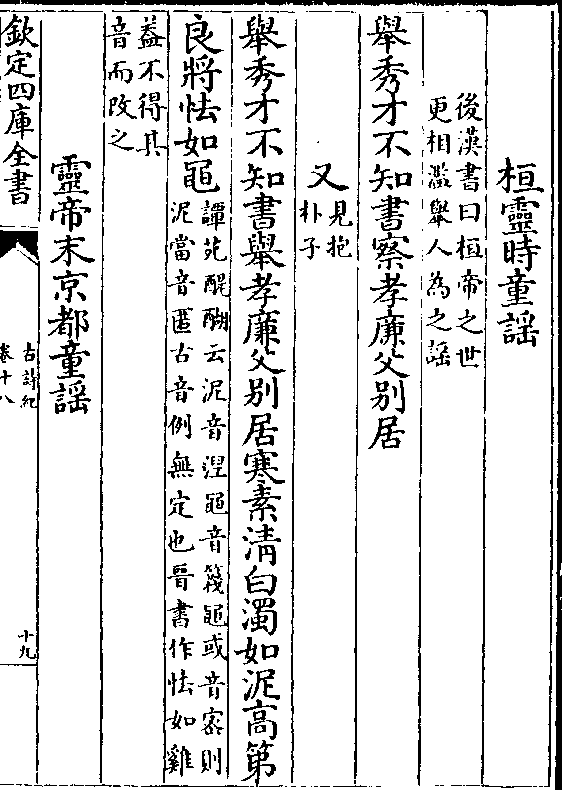 桓靈時童謡
後漢書曰桓帝之世
更相濫舉人為之謡
舉秀才不知書察孝廉父别居
又
見抱
朴子
舉秀才不知書舉孝廉父别居寒素清白濁如泥高第
良將怯如黽
譚苑醍醐云泥音湼黽音篾黽或音密則
泥當音匿古音例無定也晉書作怯如雞
葢不得其
音而改之
靈帝末京都童謡
欽定四庫全書
古詩紀
卷十八
十九